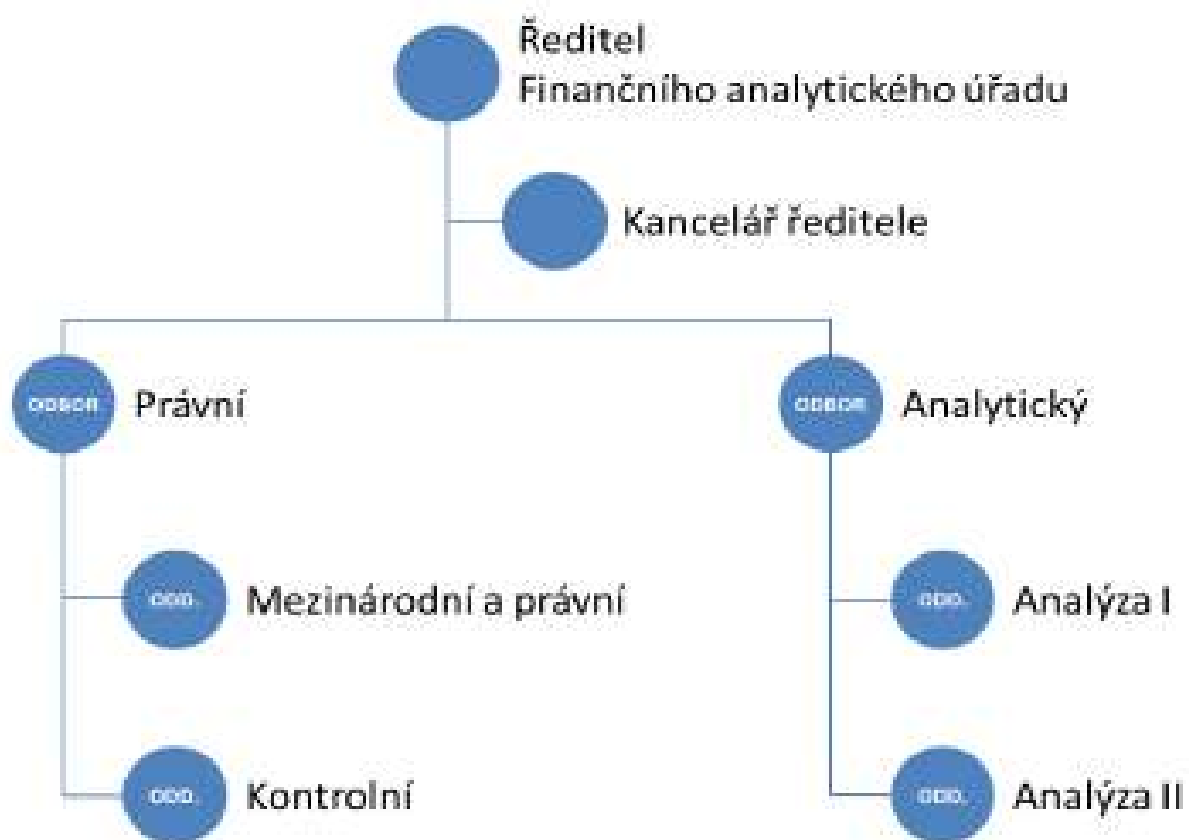 Ředitel
Finančního analytického úřadu
Kancelář ředitele
ODBOR Právní
ODBOR Analytický
ODD. Mezinárodní a právní
ODD. Analýza I
ODD. Kontrolní
ODD. Analýza II